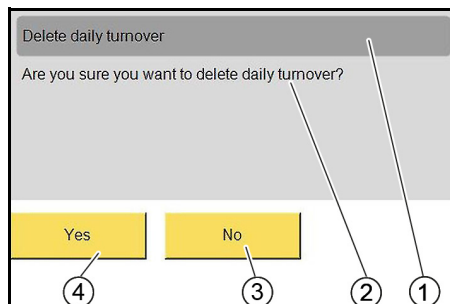 Delete daily turnover
Are you sure you want to delete daily turnover?
Yes
No
4
3
2
1